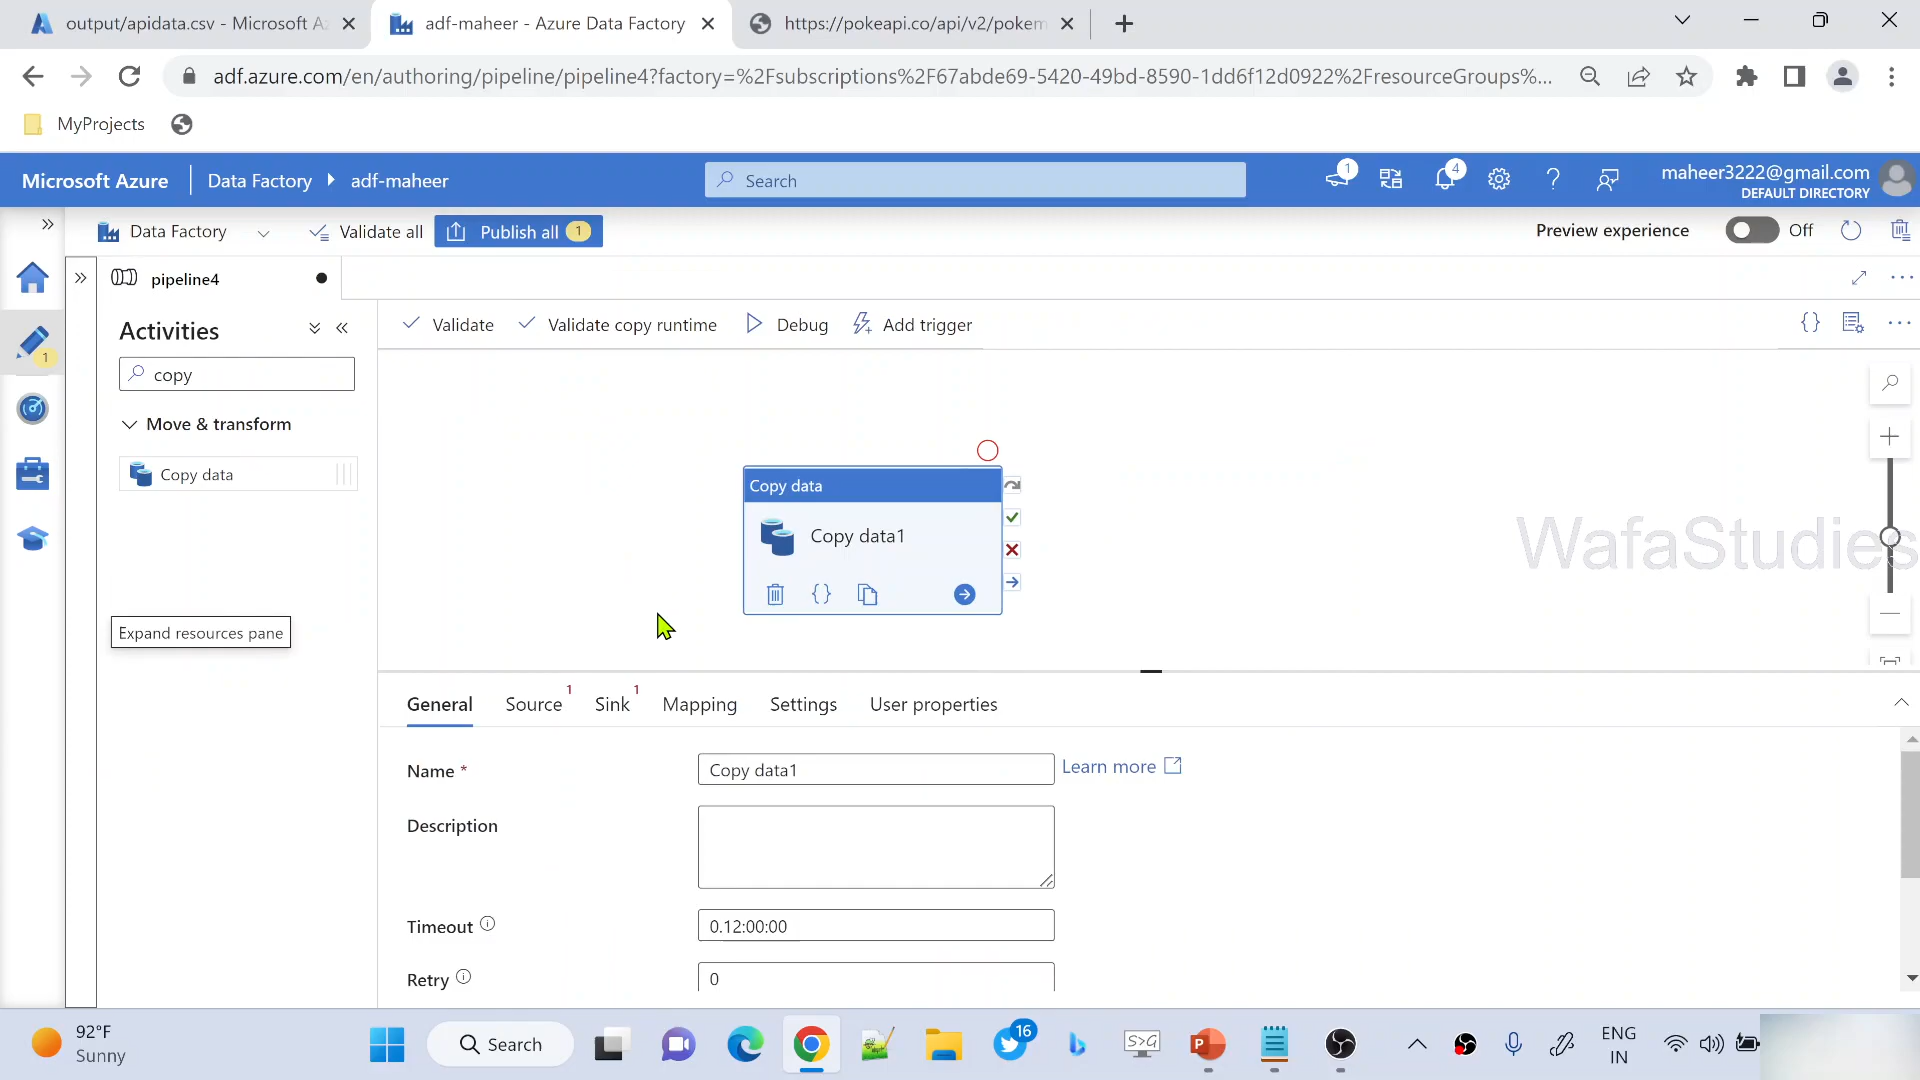 output/apidata.csv - Microsoft Az
adf-maheer - Azure Data Factory
https://pokeapi.co/api/v2/pokem
adf.azure.com/en/authoring/pipeline/pipeline4?factory=%2Fsubscriptions%2F67abde69-5420-49bd-8590-1dd6f12d0922%2FresourceGroups%...
MyProjects
Microsoft Azure
Data Factory
adf-maheer
Search
1
4
maheer3222@gmail.com
DEFAULT DIRECTORY
Data Factory
Validate all
Publish all
1
Preview experience
Off
pipeline4
1
Activities
copy
Move & transform
Copy data
Expand resources pane
Validate
Validate copy runtime
Debug
Add trigger
Copy data
Copy data1
WafaStudies
General
Source
1
Sink
1
Mapping
Settings
User properties
Name *
Copy data1
Learn more
Description
Timeout
0.12:00:00
Retry
0
92°F
Sunny
Search
16
S>G
ENG
IN